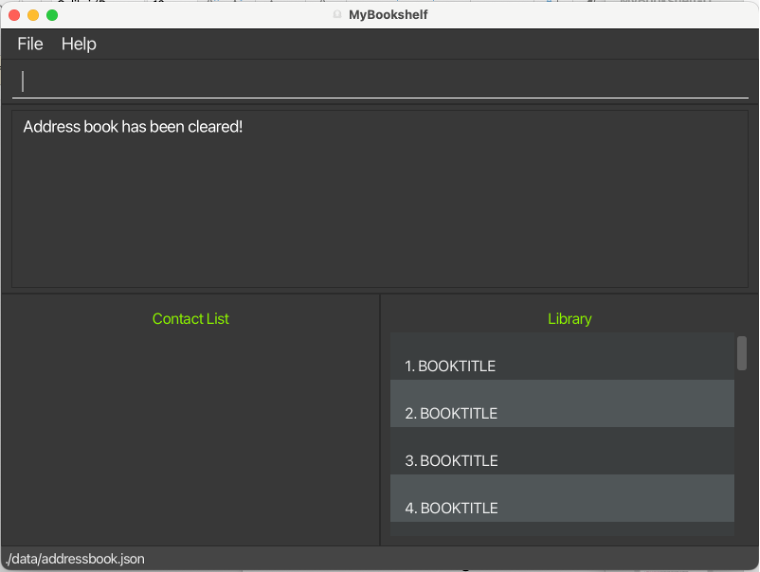 MyBookshelf
File Help
Address book has been cleared!
Contact List
Library
1. BOOKTITLE
2. BOOKTITLE
3. BOOKTITLE
4. BOOKTITLE
./data/addressbook.json